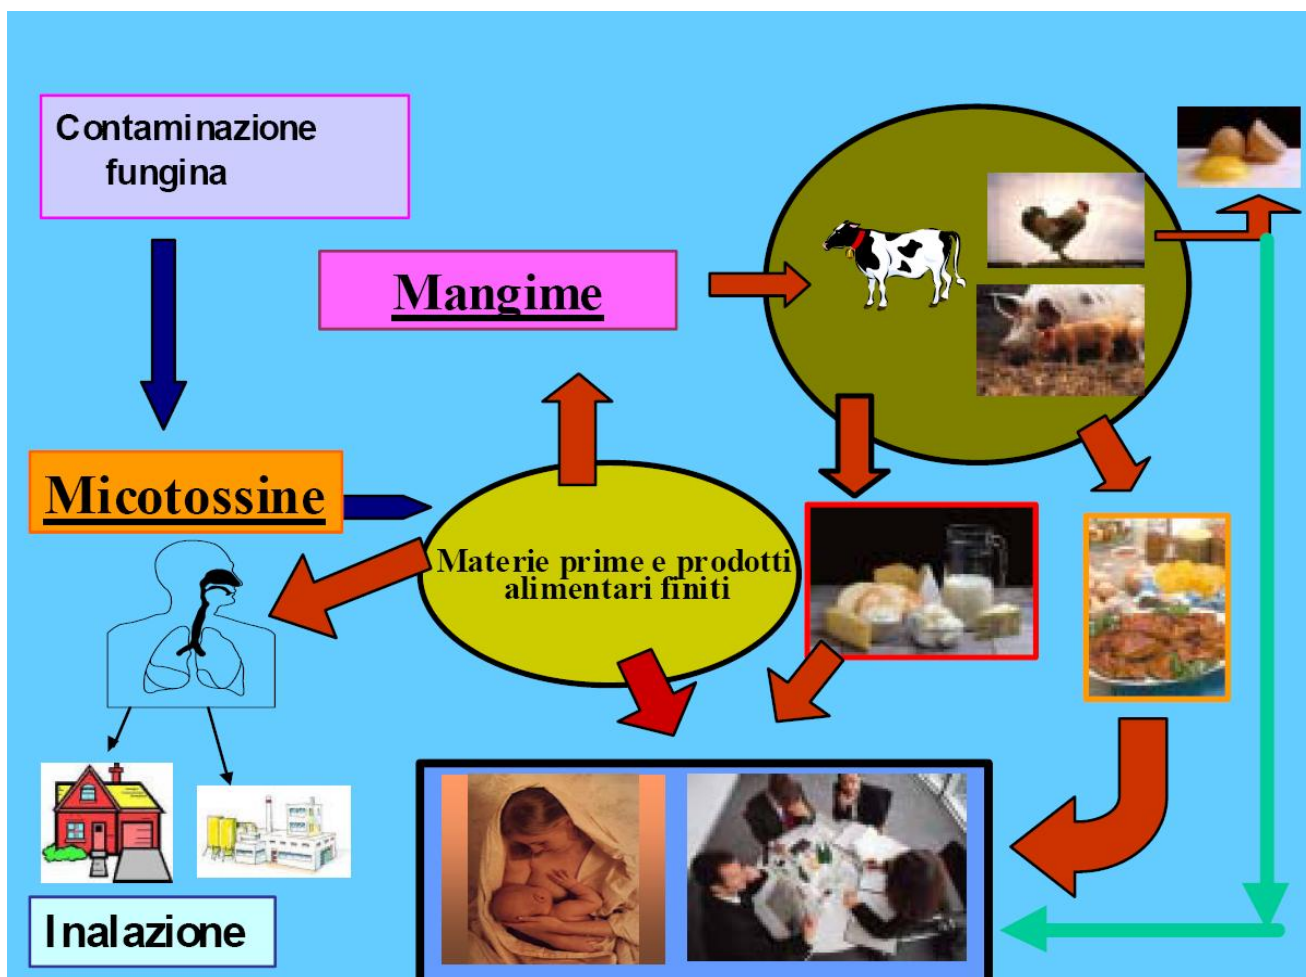 Contaminazione
fungina
Mangime
Micotossine
Materie prime e prodotti
alimentari finiti
Inalazione